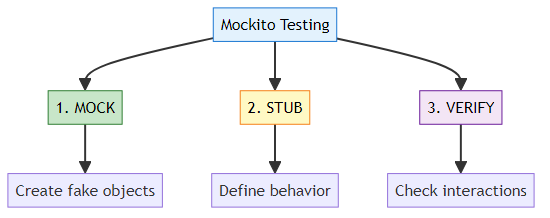 Mockito Testing
1. MOCK
2. STUB
3. VERIFY
Create fake objects
Define behavior
Check interactions